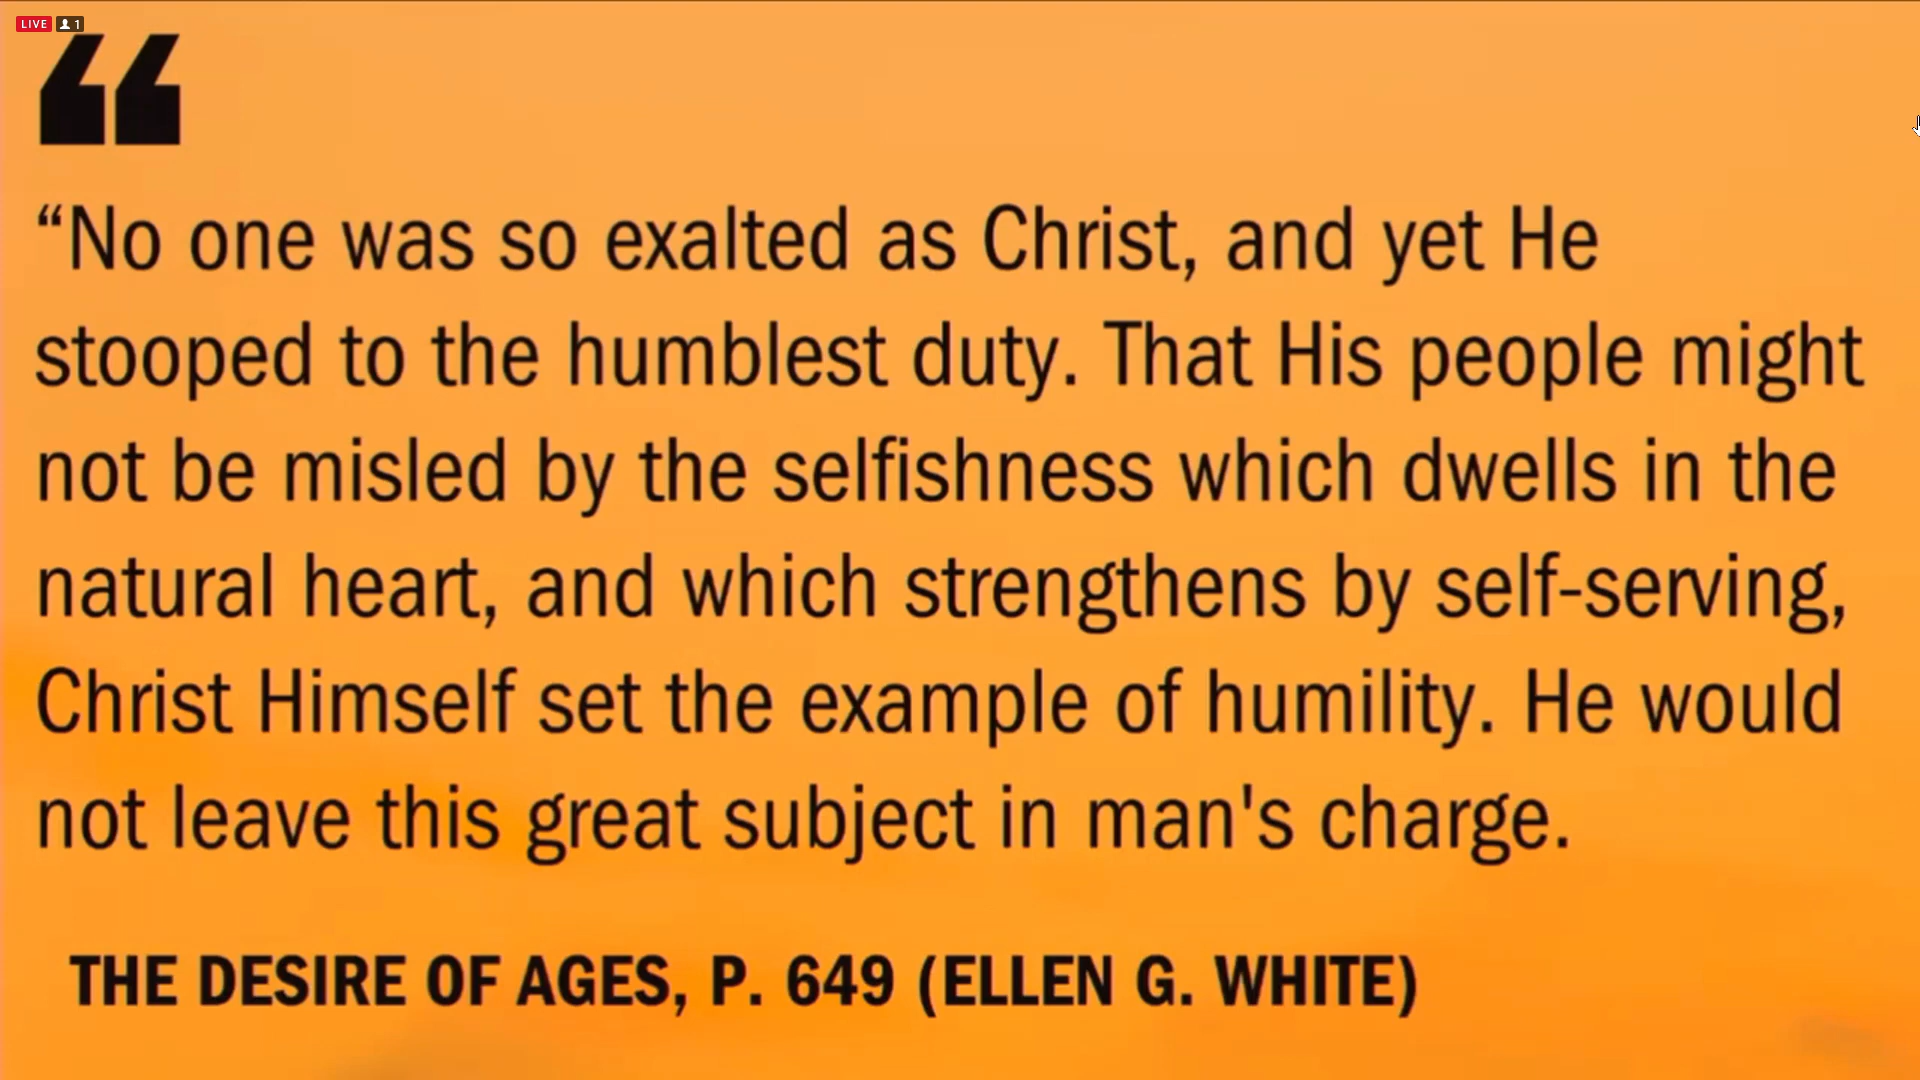 LIVE 1
“
“No one was so exalted as Christ, and yet He
stooped to the humblest duty. That His people might
not be misled by the selfishness which dwells in the
natural heart, and which strengthens by self-serving,
Christ Himself set the example of humility. He would
not leave this great subject in man's charge.
THE DESIRE OF AGES, P. 649 (ELLEN G. WHITE)